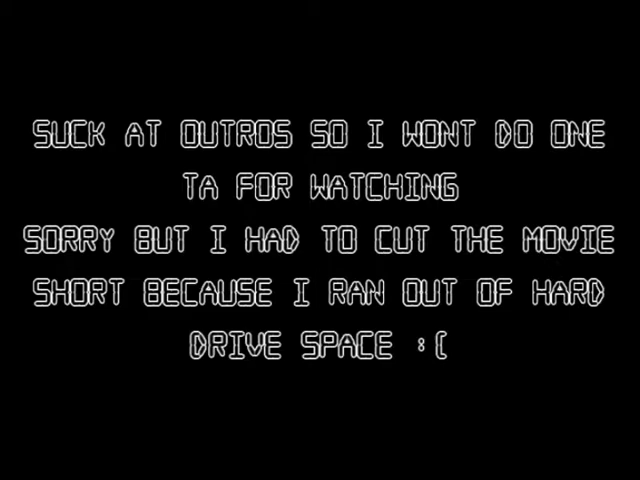 SUCK AT OUTROS SO I WONT DO ONE
TA FOR WATCHING
SORRY BUT I HAD TO CUT THE MOVIE
SHORT BECAUSE I RAN OUT OF HARD
DRIVE SPACE :(